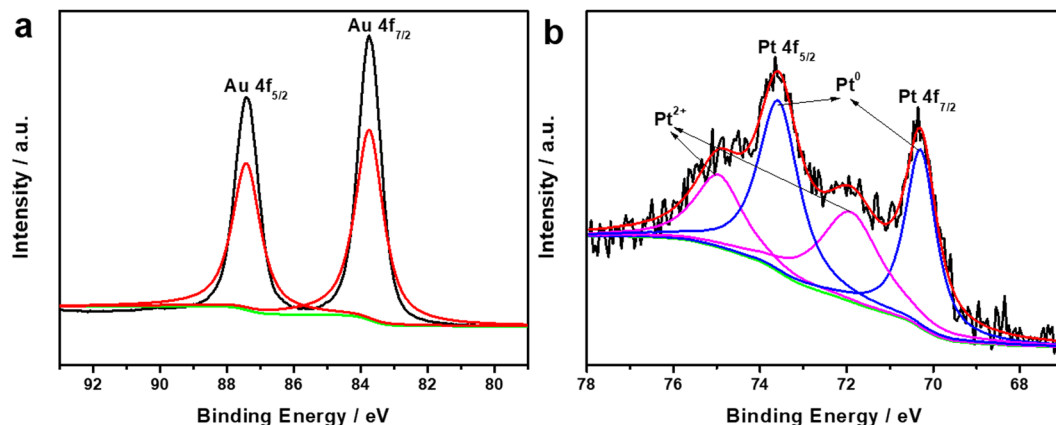 a
Au 4f7/2
Au 4f5/2
Intensity / a.u.
92 90 88 86 84 82 80
Binding Energy / eV
b
Pt 4f5/2
Pt0
Pt 4f7/2
Pt2+
Intensity / a.u.
78 76 74 72 70 68
Binding Energy / eV